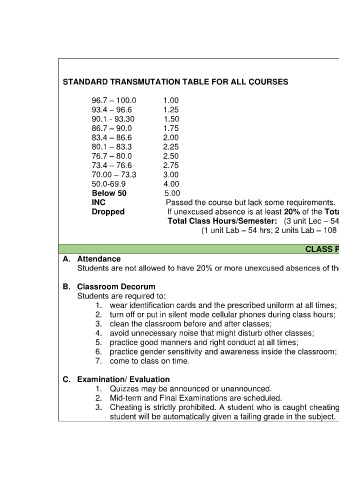 STANDARD TRANSMUTATION TABLE FOR ALL COURSES
96.7 – 100.0 1.00
93.4 – 96.6 1.25
90.1 - 93.30 1.50
86.7 – 90.0 1.75
83.4 – 86.6 2.00
80.1 – 83.3 2.25
76.7 – 80.0 2.50
73.4 – 76.6 2.75
70.00 – 73.3 3.00
50.0-69.9 4.00
Below 50 5.00
INC Passed the course but lack some requirements.
Dropped If unexcused absence is at least 20% of the Tota
Total Class Hours/Semester: (3 unit Lec – 54
(1 unit Lab – 54 hrs; 2 units Lab – 108
CLASS P
A. Attendance
Students are not allowed to have 20% or more unexcused absences of the
B. Classroom Decorum
Students are required to:
1. wear identification cards and the prescribed uniform at all times;
2. turn off or put in silent mode cellular phones during class hours;
3. clean the classroom before and after classes;
4. avoid unnecessary noise that might disturb other classes;
5. practice good manners and right conduct at all times;
6. practice gender sensitivity and awareness inside the classroom;
7. come to class on time.
C. Examination/ Evaluation
1. Quizzes may be announced or unannounced.
2. Mid-term and Final Examinations are scheduled.
3. Cheating is strictly prohibited. A student who is caught cheating
student will be automatically given a failing grade in the subject.